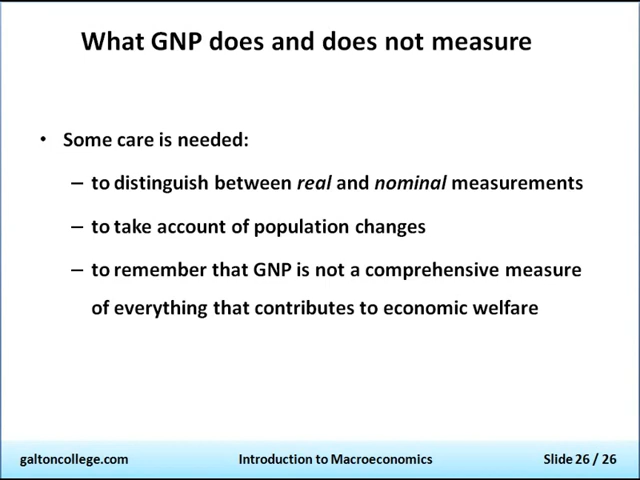 What GNP does and does not measure
• Some care is needed:
– to distinguish between real and nominal measurements
– to take account of population changes
– to remember that GNP is not a comprehensive measure
of everything that contributes to economic welfare
galtoncollege.com Introduction to Macroeconomics Slide 26 / 26